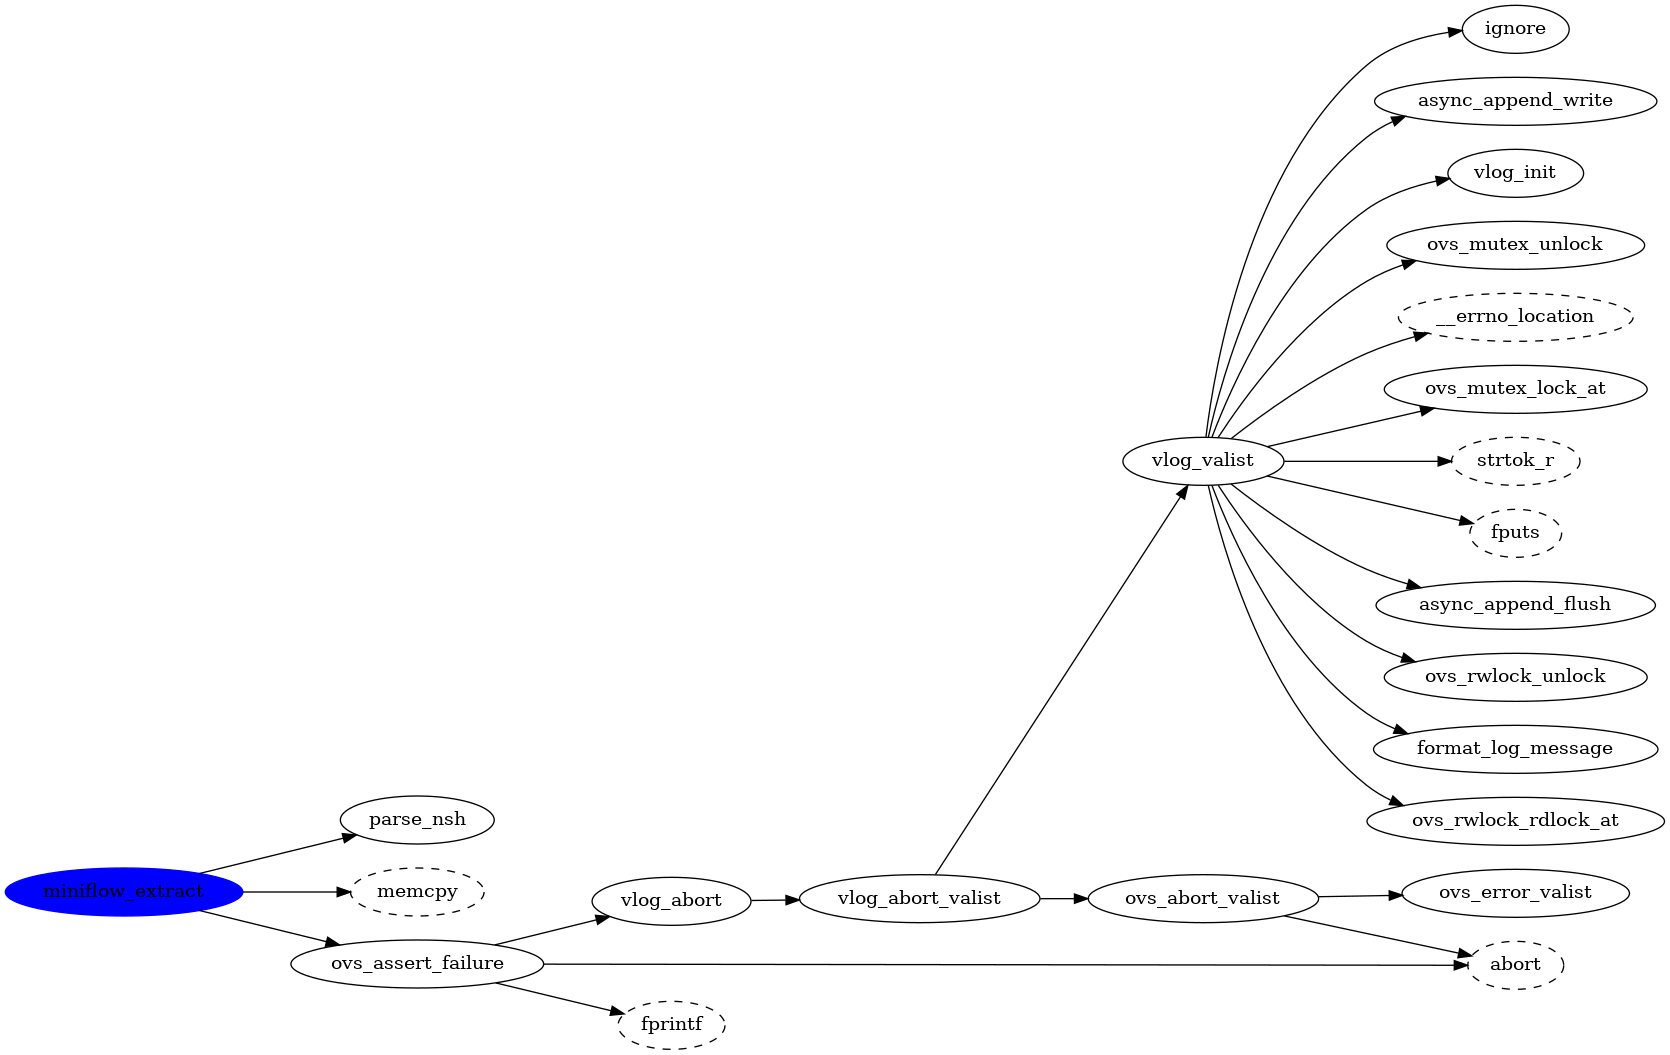 ignore
async_append_write
vlog_init
ovs_mutex_unlock
__errno_location
ovs_mutex_lock_at
vlog_valist
strtok_r
fputs
async_append_flush
ovs_rwlock_unlock
format_log_message
parse_nsh
ovs_rwlock_rdlock_at
miniflow_extract
memcpy
vlog_abort
vlog_abort_valist
ovs_abort_valist
ovs_error_valist
ovs_assert_failure
abort
fprintf